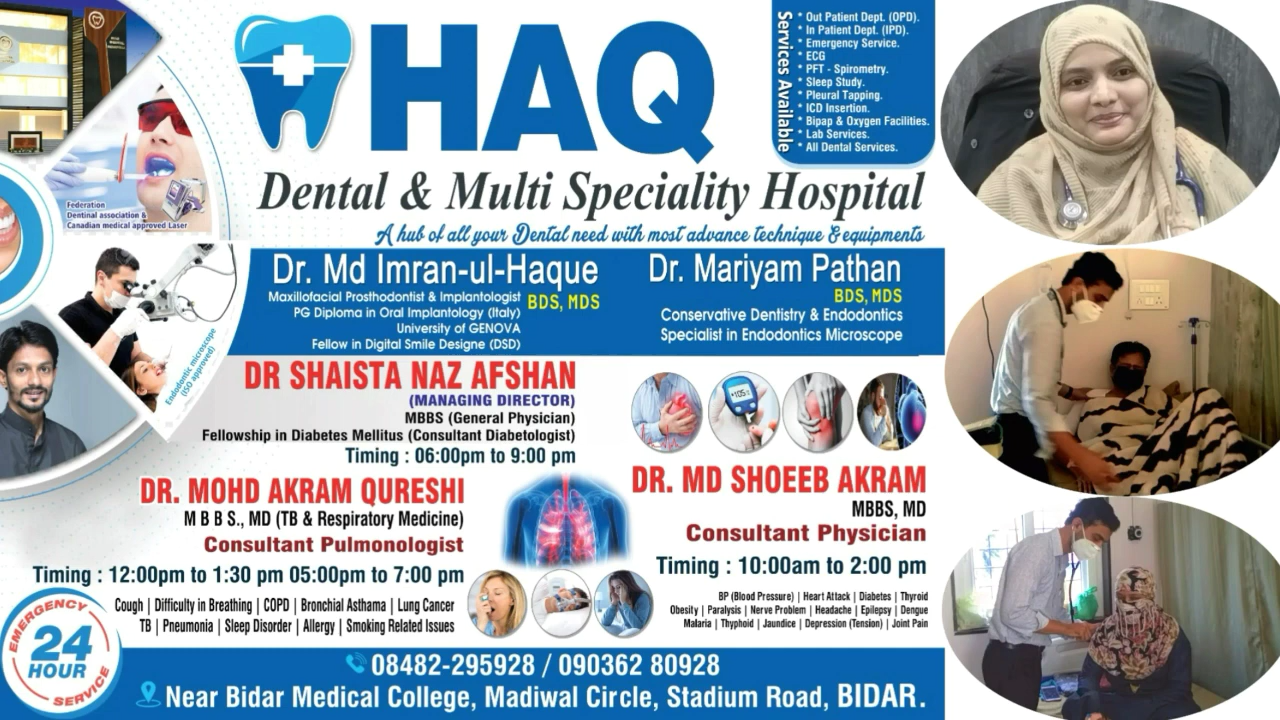 HAQ
Dental & Multi Speciality Hospital
A hub of all your Dental need with most advance technique & equipments
Services Available
* Out Patient Dept. (OPD).
* In Patient Dept. (IPD).
* Emergency Service.
* ECG
* PFT - Spirometry.
* Sleep Study.
* Pleural Tapping.
* ICD Insertion.
* Bipap & Oxygen Facilities.
* Lab Services.
* All Dental Services.
Federation
Dentinal association &
Canadian medical approved Laser
Endodontic microscope
(ISO approved)
Dr. Md Imran-ul-Haque
Maxillofacial Prosthodontist & Implantologist BDS, MDS
PG Diploma in Oral Implantology (Italy)
University of GENOVA
Fellow in Digital Smile Designe (DSD)
Dr. Mariyam Pathan
BDS, MDS
Conservative Dentistry & Endodontics
Specialist in Endodontics Microscope
DR SHAISTA NAZ AFSHAN
(MANAGING DIRECTOR)
MBBS (General Physician)
Fellowship in Diabetes Mellitus (Consultant Diabetologist)
Timing : 06:00pm to 9:00 pm
DR. MOHD AKRAM QURESHI
M B B S., MD (TB & Respiratory Medicine)
Consultant Pulmonologist
Timing : 12:00pm to 1:30 pm 05:00pm to 7:00 pm
Cough | Difficulty in Breathing | COPD | Bronchial Asthama | Lung Cancer
TB | Pneumonia | Sleep Disorder | Allergy | Smoking Related Issues
DR. MD SHOEEB AKRAM
MBBS, MD
Consultant Physician
Timing : 10:00am to 2:00 pm
BP (Blood Pressure) | Heart Attack | Diabetes | Thyroid
Obesity | Paralysis | Nerve Problem | Headache | Epilepsy | Dengue
Malaria | Thyphoid | Jaundice | Depression (Tension) | Joint Pain
EMERGENCY
24
HOUR
SERVICE
08482-295928 / 090362 80928
Near Bidar Medical College, Madiwal Circle, Stadium Road, BIDAR.